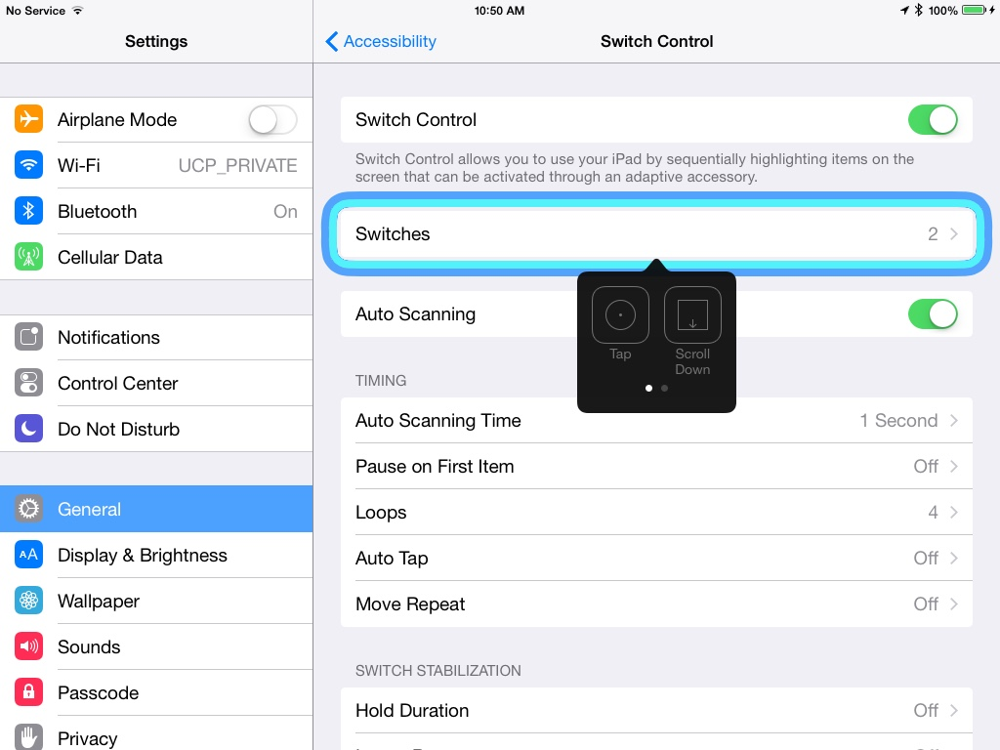 No Service
10:50 AM
100%
Settings
Accessibility
Switch Control
Airplane Mode
Wi-Fi UCP_PRIVATE
Bluetooth On
Cellular Data
Notifications
Control Center
Do Not Disturb
General
AA Display & Brightness
Wallpaper
Sounds
Passcode
Privacy
Switch Control
Switch Control allows you to use your iPad by sequentially highlighting items on the
screen that can be activated through an adaptive accessory.
Switches 2
Tap
Scroll
Down
Auto Scanning
TIMING
Auto Scanning Time 1 Second
Pause on First Item Off
Loops 4
Auto Tap Off
Move Repeat Off
SWITCH STABILIZATION
Hold Duration Off